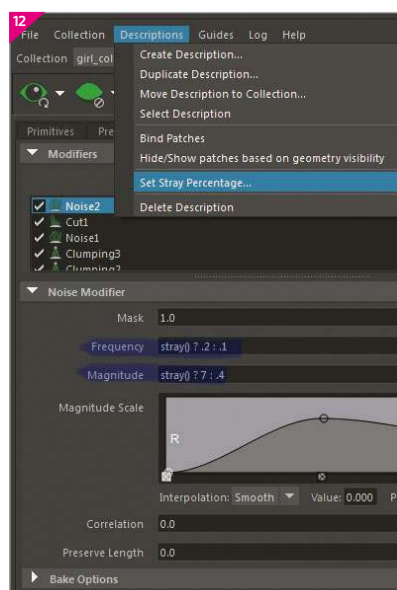 12
File Collection Descriptions Guides Log Help
Collection girl_col
Create Description...
Duplicate Description...
Move Description to Collection...
Select Description
Primitives Pre
Bind Patches
Modifiers
Hide/Show patches based on geometry visibility
Set Stray Percentage...
Noise2
Delete Description
Cut1
Noise1
Clumping3
Clumping2
Noise Modifier
Mask 1.0
Frequency stray() ? .2 : .1
Magnitude stray() ? 7 : .4
Magnitude Scale
R
Interpolation: Smooth Value: 0.000 P
Correlation 0.0
Preserve Length 0.0
Bake Options